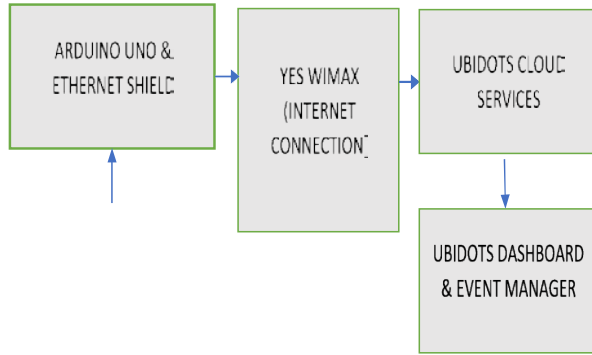 ARDUINO UNO &
ETHERNET SHIELD
YES WIMAX
(INTERNET
CONNECTION)
UBIDOTS CLOUD
SERVICES
UBIDOTS DASHBOARD
& EVENT MANAGER